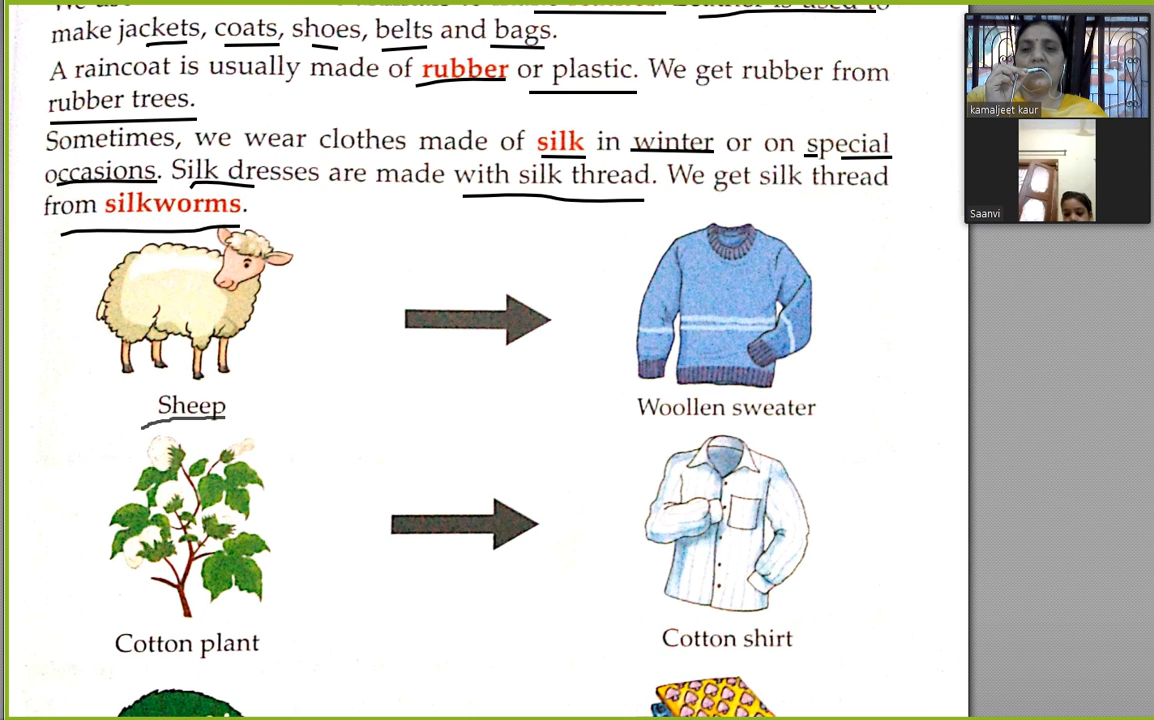 make jackets, coats, shoes, belts and bags.
A raincoat is usually made of rubber or plastic. We get rubber from
rubber trees.
Sometimes, we wear clothes made of silk in winter or on special
occasions. Silk dresses are made with silk thread. We get silk thread
from silkworms.
Sheep
Woollen sweater
Cotton plant
Cotton shirt
kamaljeet kaur
Saanvi